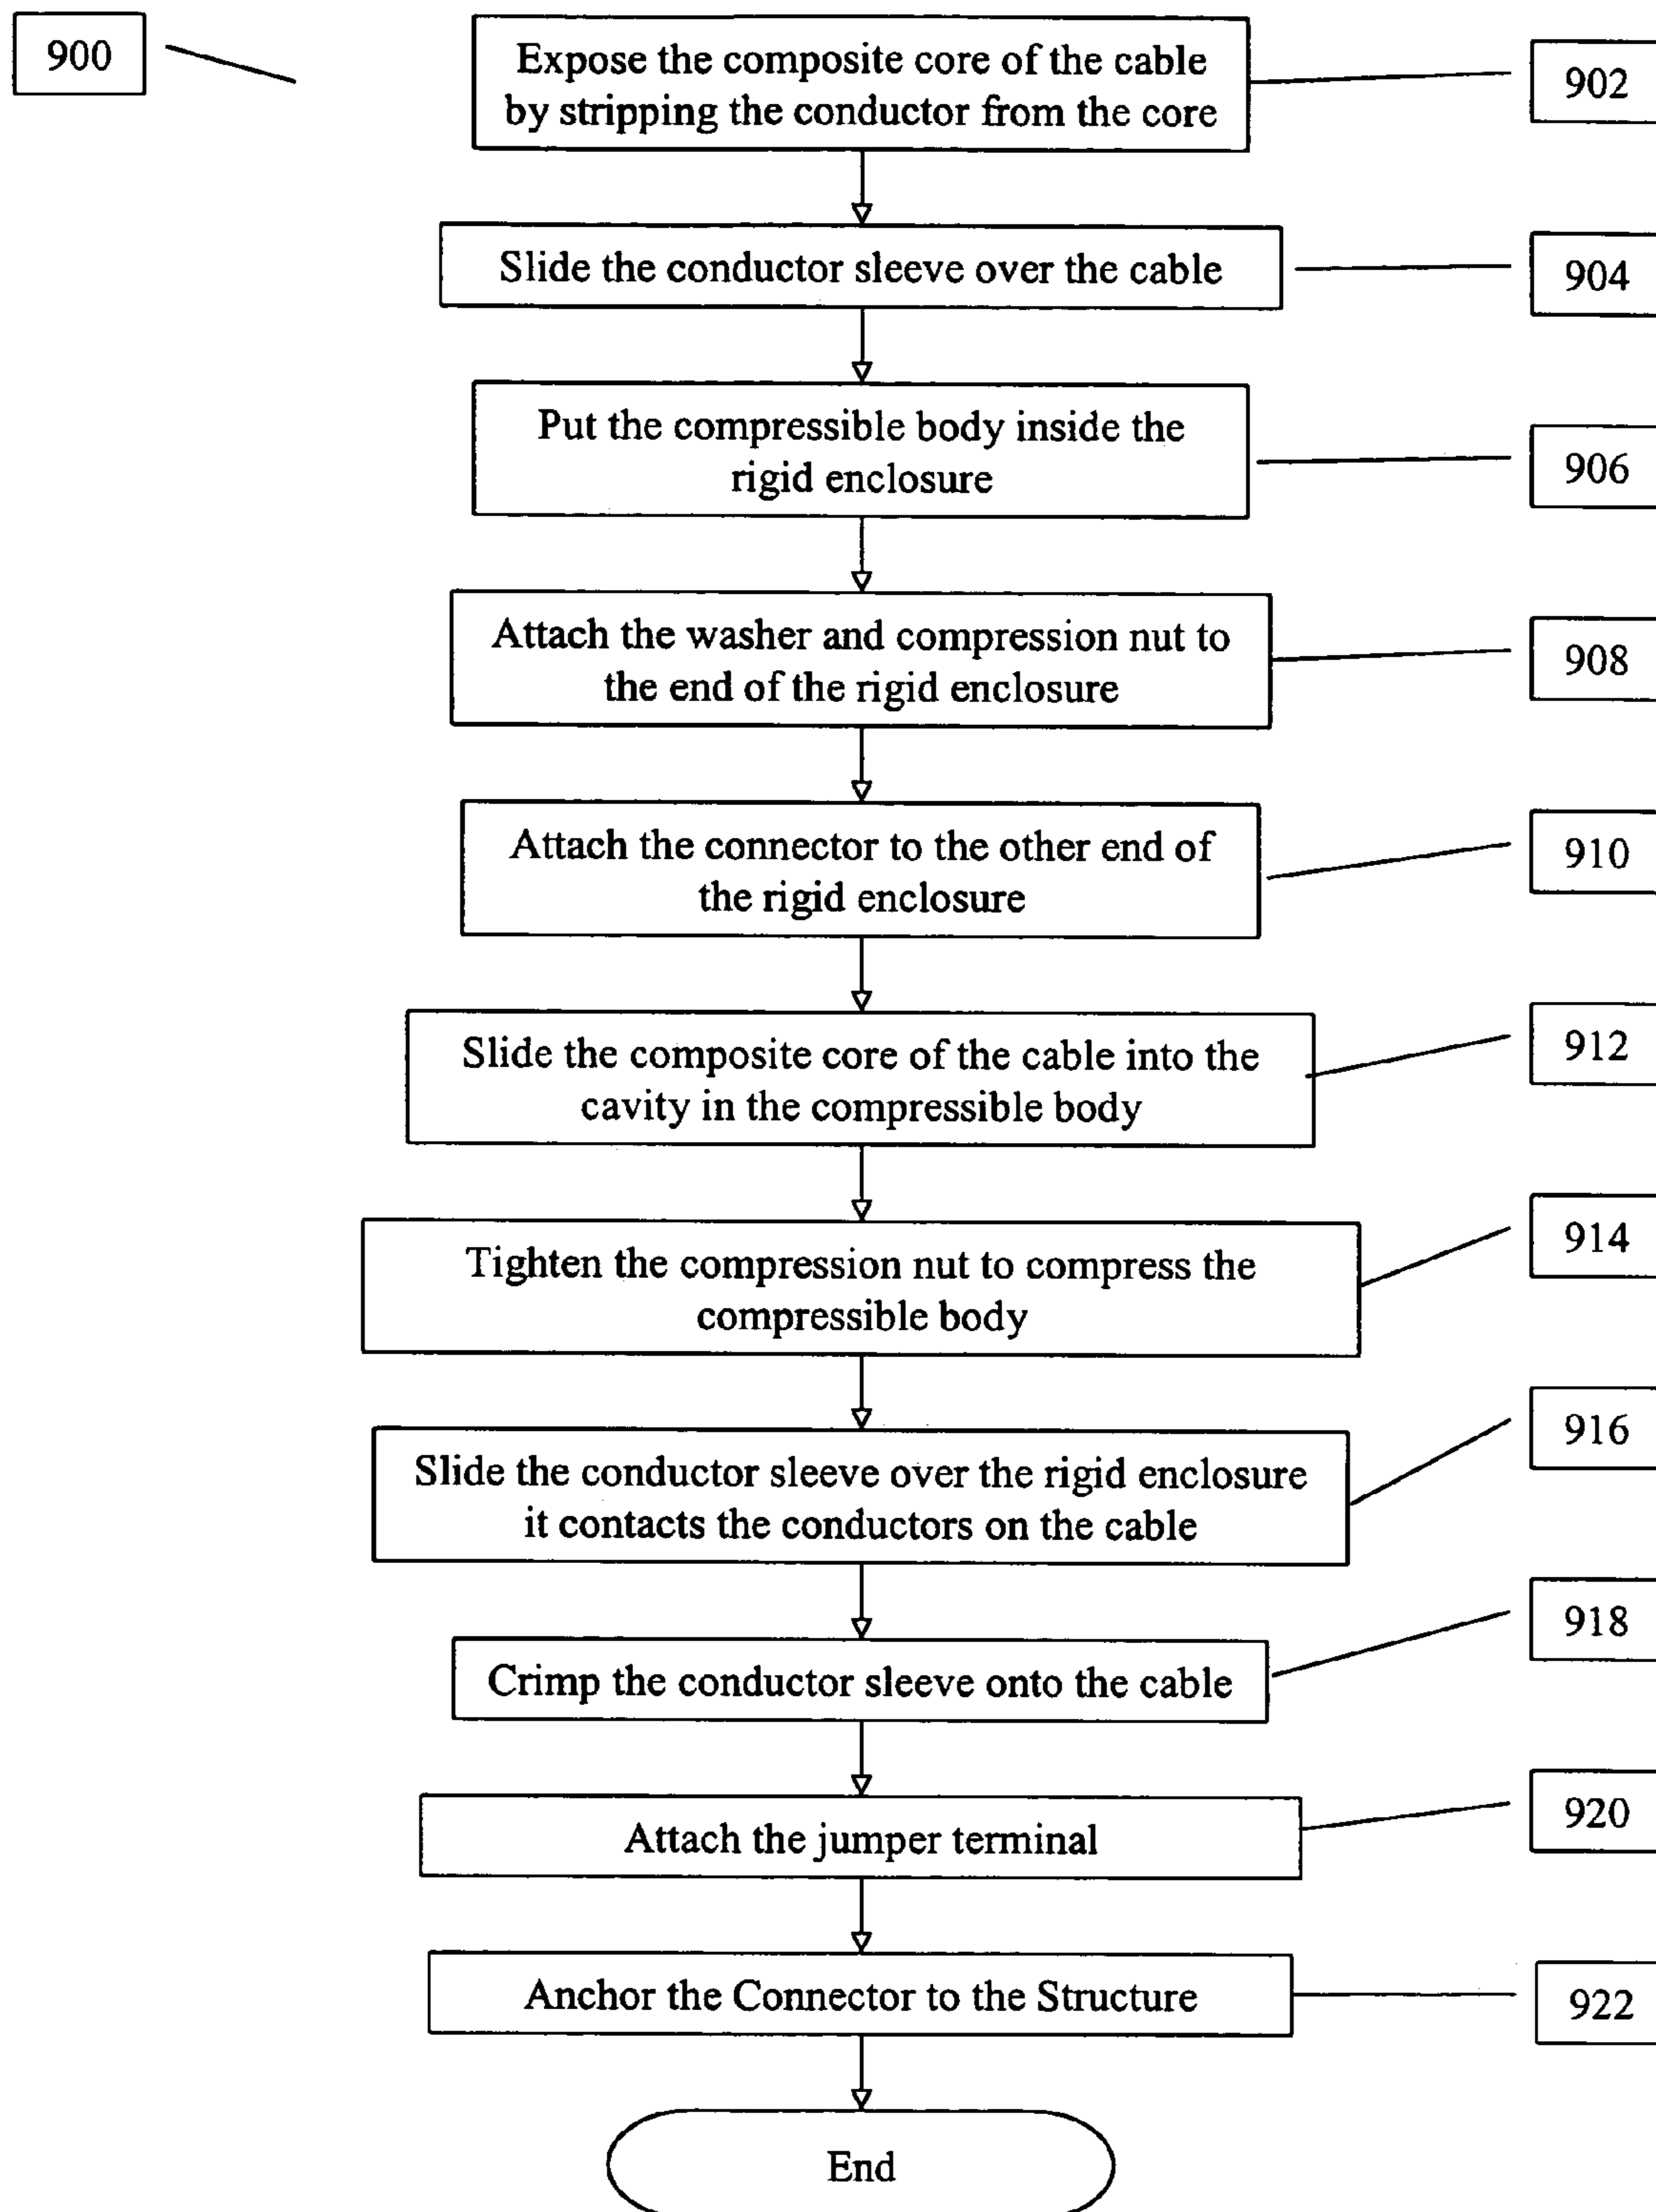 900
Expose the composite core of the cable
by stripping the conductor from the core
902
Slide the conductor sleeve over the cable
904
Put the compressible body inside the
rigid enclosure
906
Attach the washer and compression nut to
the end of the rigid enclosure
908
Attach the connector to the other end of
the rigid enclosure
910
Slide the composite core of the cable into the
cavity in the compressible body
912
Tighten the compression nut to compress the
compressible body
914
Slide the conductor sleeve over the rigid enclosure
it contacts the conductors on the cable
916
Crimp the conductor sleeve onto the cable
918
Attach the jumper terminal
920
Anchor the Connector to the Structure
922
End